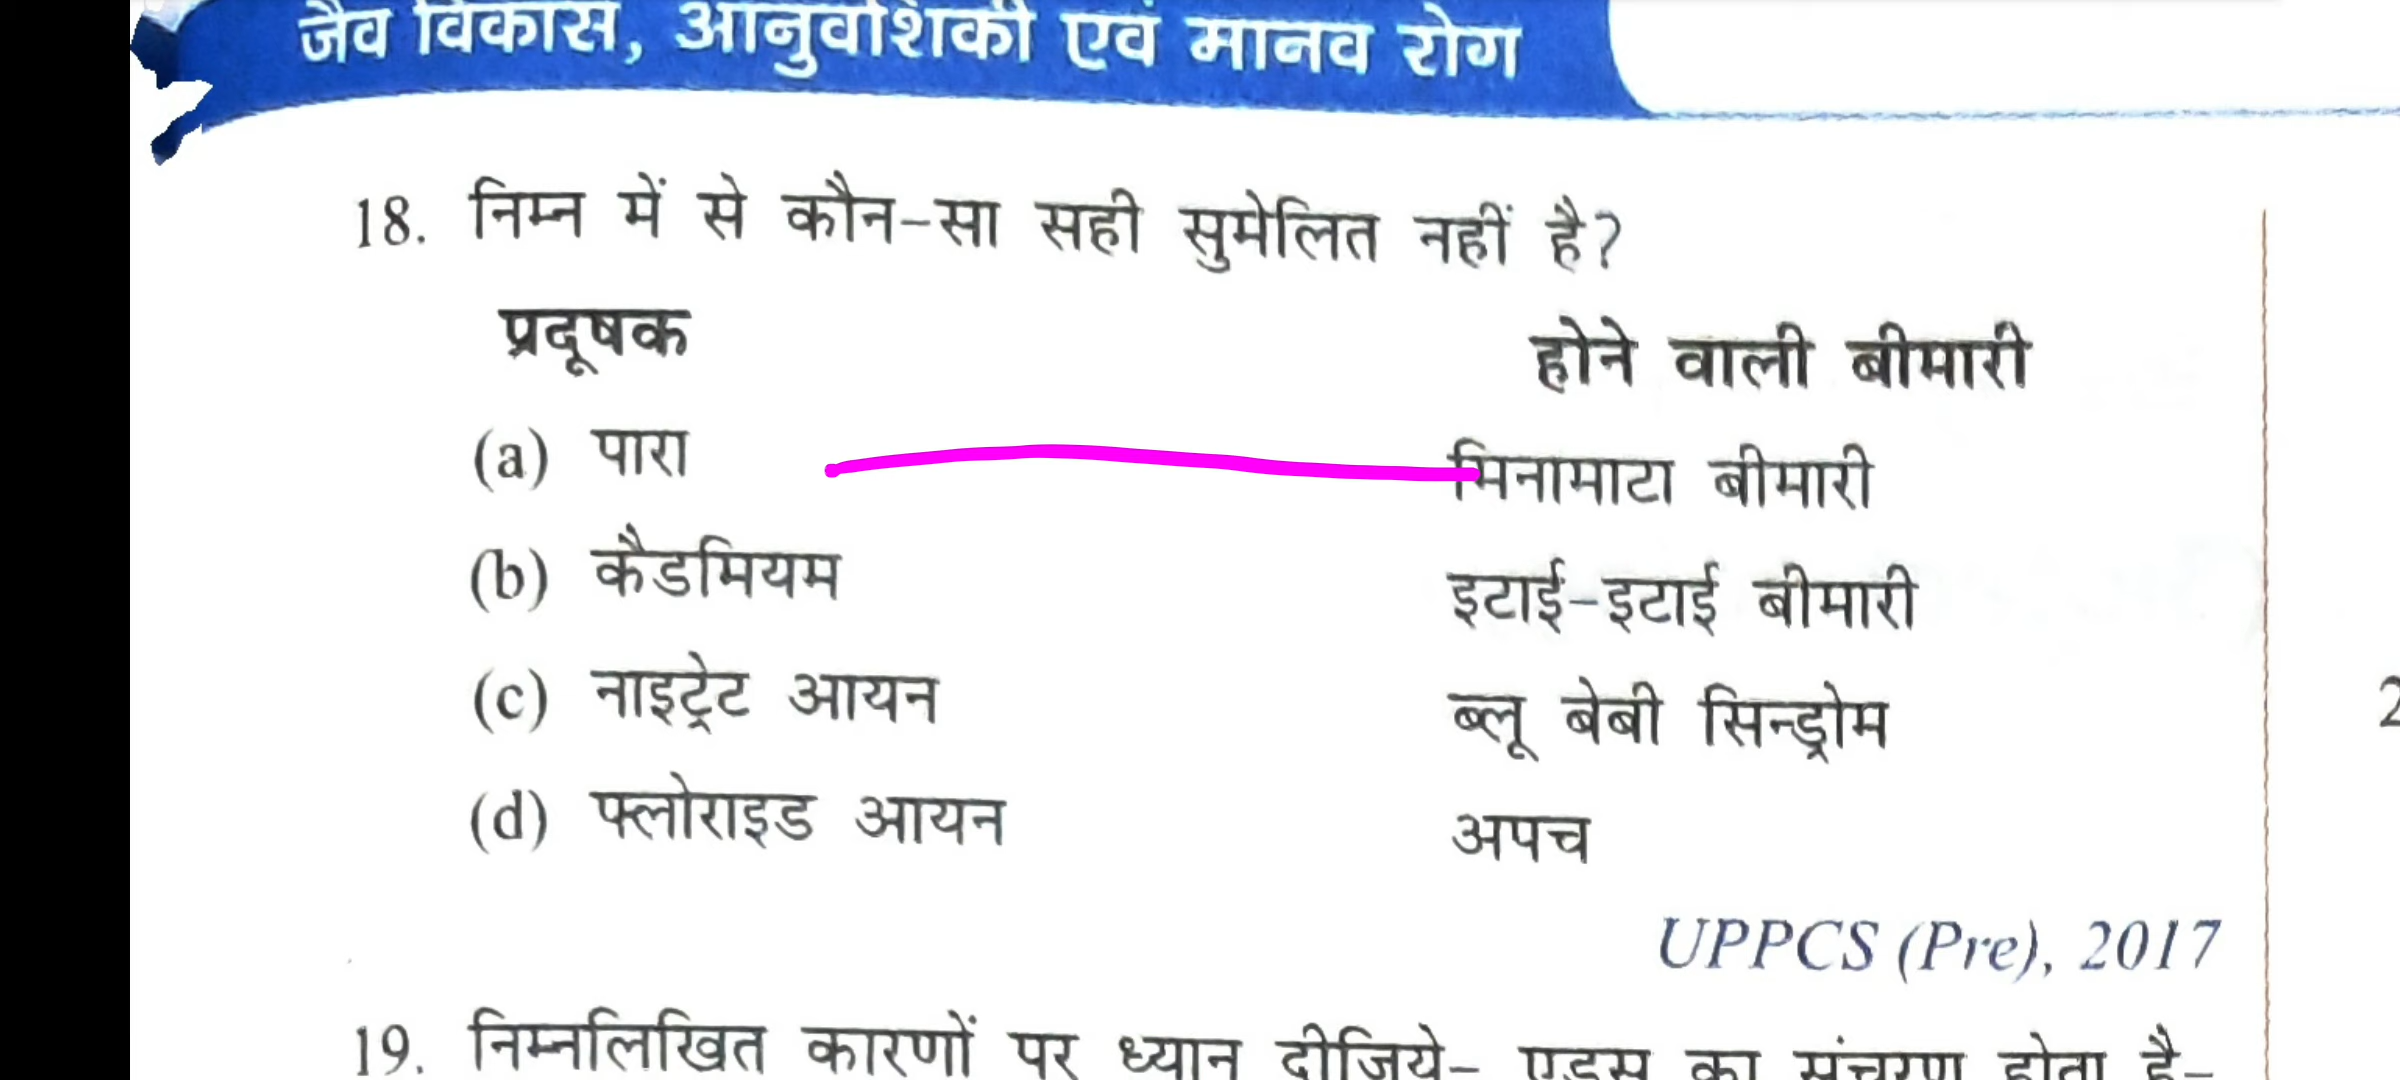 जैव विकास, आनुवंशिकी एवं मानव रोग
18. निम्न में से कौन-सा सही सुमेलित नहीं है?
प्रदूषक होने वाली बीमारी
(a) पारा मिनामाटा बीमारी
(b) कैडमियम इटाई-इटाई बीमारी
(c) नाइट्रेट आयन ब्लू बेबी सिन्ड्रोम
(d) फ्लोराइड आयन अपच
UPPCS (Pre), 2017
19. निम्नलिखित कारणों पर ध्यान दीजिये- एड्स का संचरण होता है-